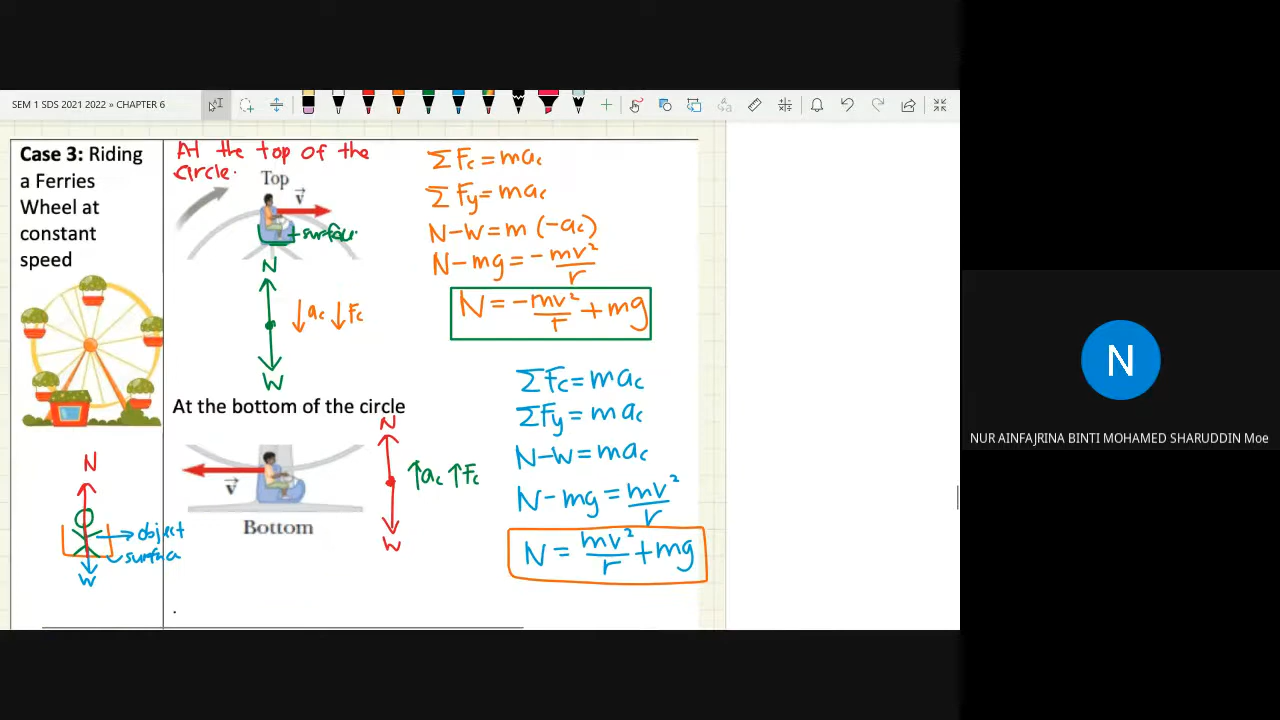 SEM 1 SDS 2021 2022 » CHAPTER 6
Case 3: Riding
a Ferries
Wheel at
constant
speed
At the top of the
circle.
Top
v
surface
N
ac Fc
W
ΣFc = mac
ΣFy = mac
N-W = m (-ac)
N-mg = -mv²/r
N = -mv²/r + mg
At the bottom of the circle
N
v
ac Fc
W
Bottom
ΣFc = mac
ΣFy = mac
N-W = mac
N-mg = mv²/r
N = mv²/r + mg
N
object
surface
W
N
NUR AINFAJRINA BINTI MOHAMED SHARUDDIN Moe